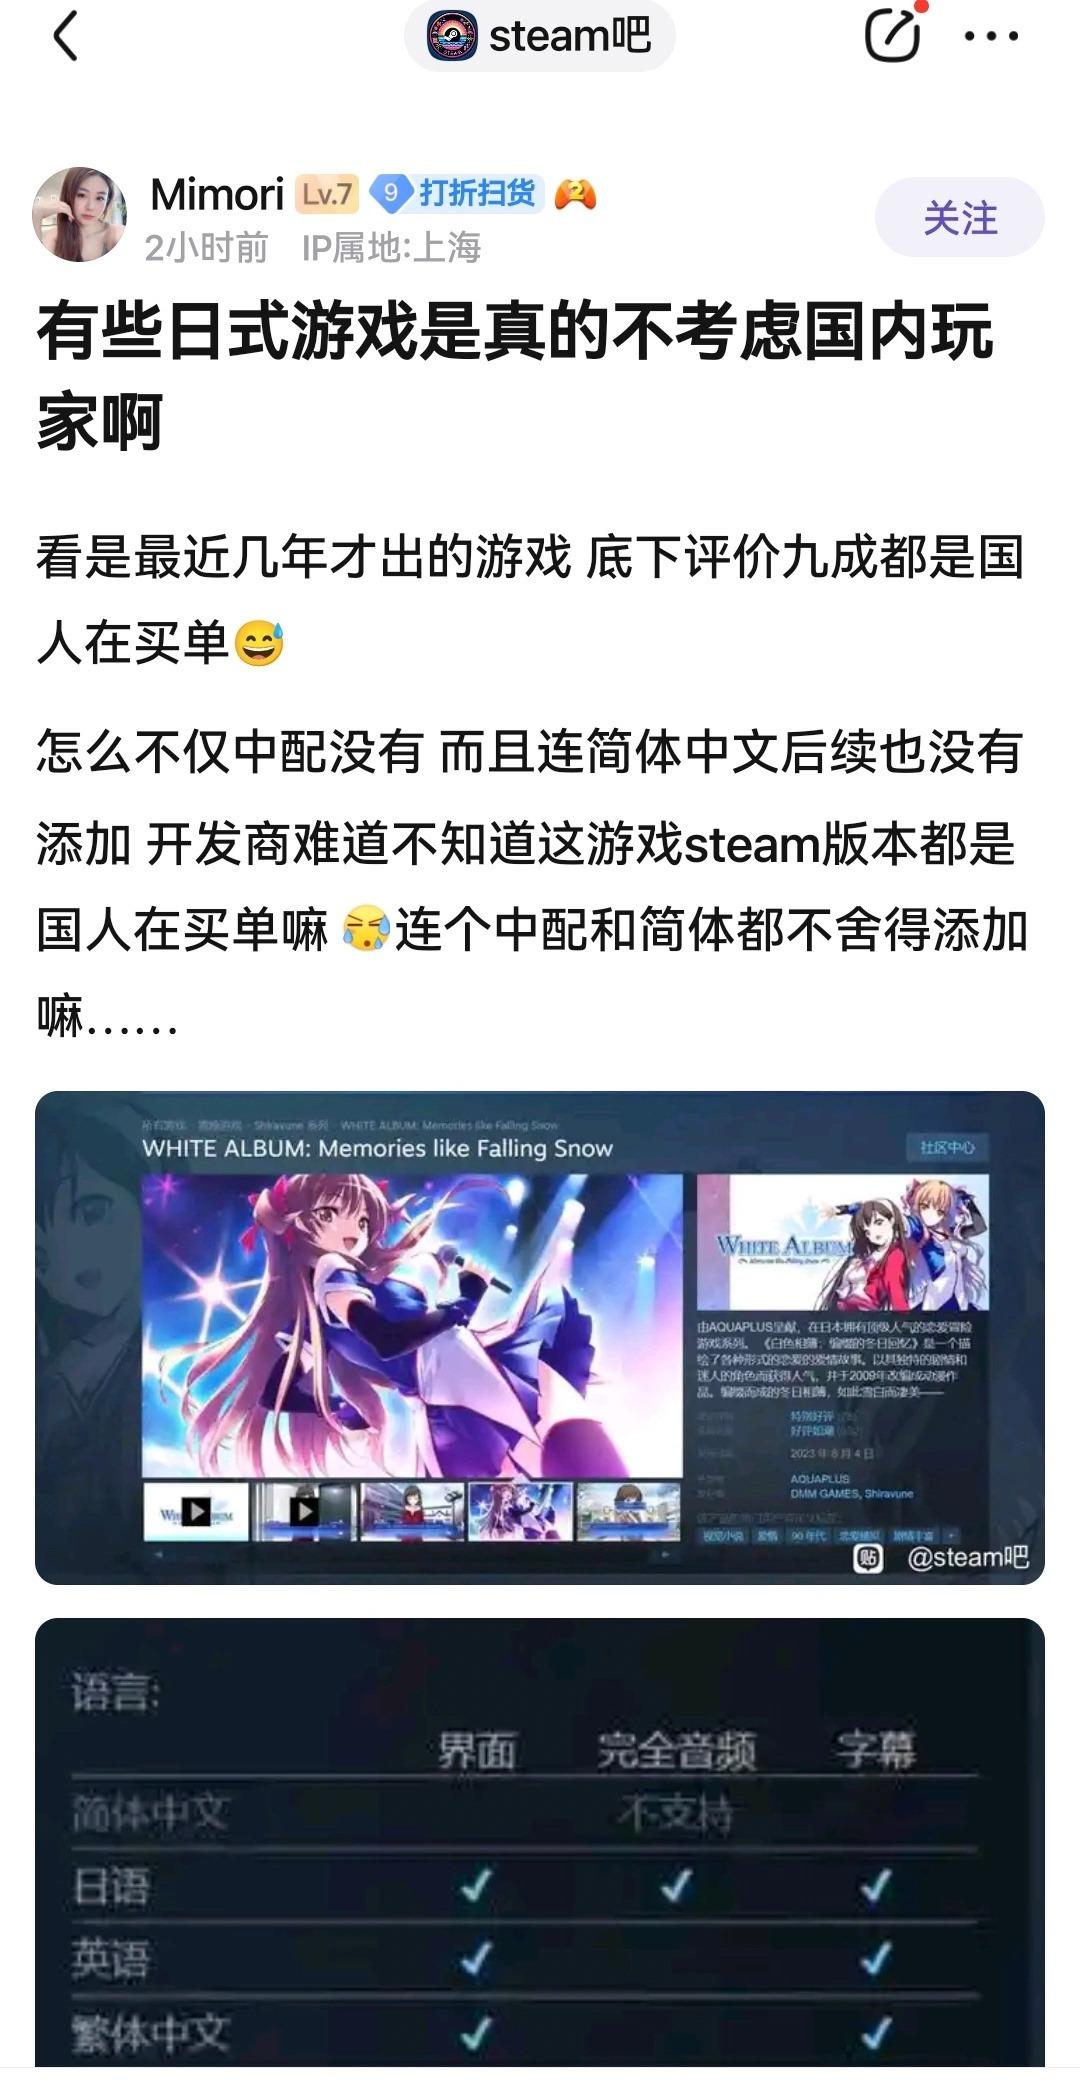 steam吧
Mimori Lv.7 9 打折扫货 2
2小时前 IP属地:上海
关注
有些日式游戏是真的不考虑国内玩
家啊
看是最近几年才出的游戏 底下评价九成都是国
人在买单😅
怎么不仅中配没有 而且连简体中文后续也没有
添加 开发商难道不知道这游戏steam版本都是
国人在买单嘛 连个中配和简体都不舍得添加
嘛......
所有游戏 冒险游戏 Shiravune 系列 WHITE ALBUM: Memories like Falling Snow
WHITE ALBUM: Memories like Falling Snow
社区中心
WHITE ALBUM
Memories like Falling Snow
由AQUAPLUS呈献，在日本拥有顶级人气的恋爱冒险
游戏系列。《白色相簿：编缀的冬日回忆》是一个描
绘了各种形式的恋爱的爱情故事。以其独特的剧情和
迷人的角色而获得人气，并于2009年改编成动漫作
品。编缀而成的冬日相簿，如此雪白而凄美——
特别好评
好评如潮
2023 年 8 月 4 日
AQUAPLUS
DMM GAMES, Shiravune
视觉小说 爱情 90 年代 恋爱模拟 剧情丰富 +
贴 @steam吧
语言:
界面 完全音频 字幕
简体中文 不支持
日语 ✓ ✓ ✓
英语 ✓ ✓
繁体中文 ✓ ✓